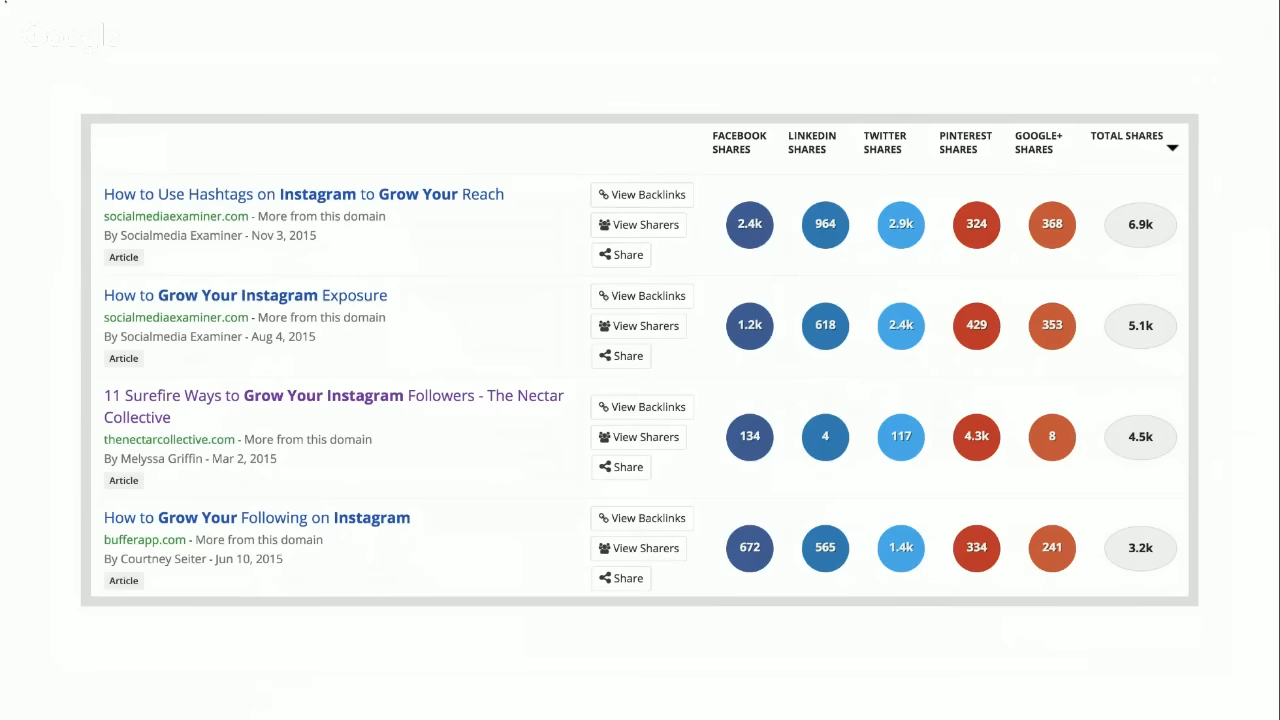 Google
FACEBOOK SHARES LINKEDIN SHARES TWITTER SHARES PINTEREST SHARES GOOGLE+ SHARES TOTAL SHARES
How to Use Hashtags on Instagram to Grow Your Reach
socialmediaexaminer.com - More from this domain
By Socialmedia Examiner - Nov 3, 2015
Article
View Backlinks
View Sharers
Share
2.4k 964 2.9k 324 368 6.9k
How to Grow Your Instagram Exposure
socialmediaexaminer.com - More from this domain
By Socialmedia Examiner - Aug 4, 2015
Article
View Backlinks
View Sharers
Share
1.2k 618 2.4k 429 353 5.1k
11 Surefire Ways to Grow Your Instagram Followers - The Nectar
Collective
thenectarcollective.com - More from this domain
By Melyssa Griffin - Mar 2, 2015
Article
View Backlinks
View Sharers
Share
134 4 117 4.3k 8 4.5k
How to Grow Your Following on Instagram
bufferapp.com - More from this domain
By Courtney Seiter - Jun 10, 2015
Article
View Backlinks
View Sharers
Share
672 565 1.4k 334 241 3.2k